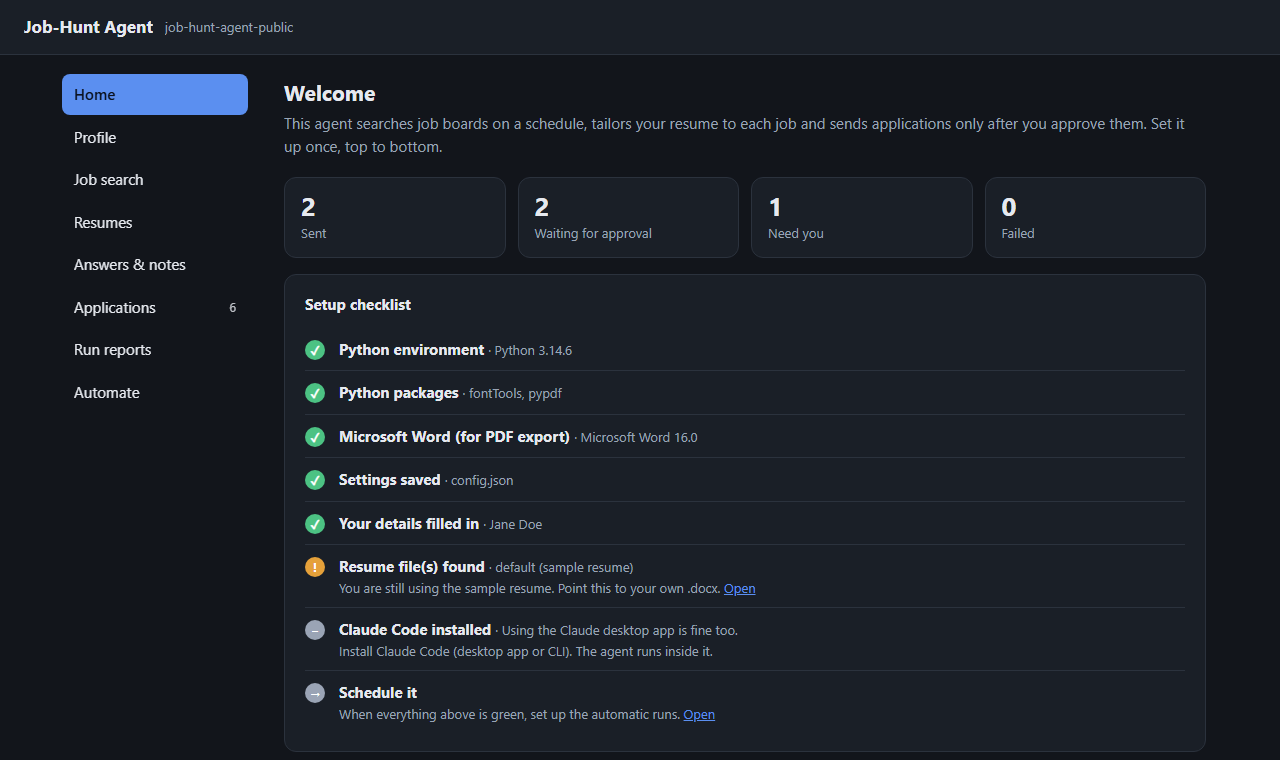 Job-Hunt Agent job-hunt-agent-public
Home
Profile
Job search
Resumes
Answers & notes
Applications 6
Run reports
Automate
Welcome
This agent searches job boards on a schedule, tailors your resume to each job and sends applications only after you approve them. Set it
up once, top to bottom.
2
Sent
2
Waiting for approval
1
Need you
0
Failed
Setup checklist
✓ Python environment · Python 3.14.6
✓ Python packages · fontTools, pypdf
✓ Microsoft Word (for PDF export) · Microsoft Word 16.0
✓ Settings saved · config.json
✓ Your details filled in · Jane Doe
! Resume file(s) found · default (sample resume)
You are still using the sample resume. Point this to your own .docx. Open
– Claude Code installed · Using the Claude desktop app is fine too.
Install Claude Code (desktop app or CLI). The agent runs inside it.
→ Schedule it
When everything above is green, set up the automatic runs. Open